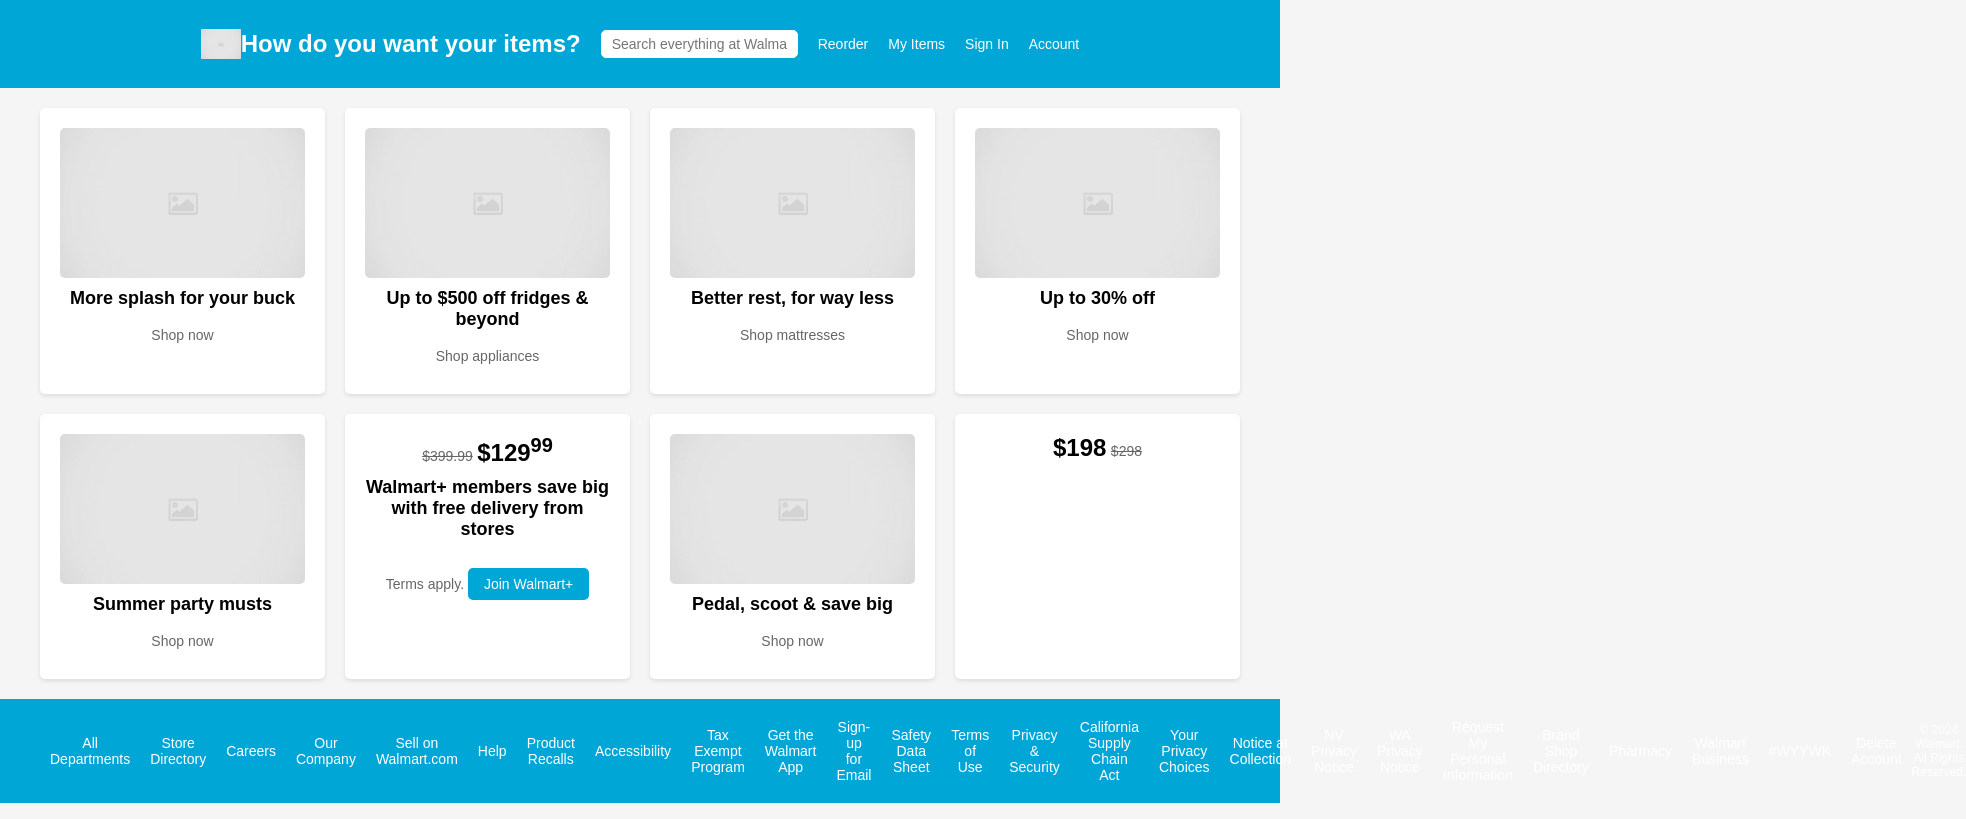 How do you want your items?
Search everything at Walma
Reorder
My Items
Sign In
Account
More splash for your buck
Shop now
Up to $500 off fridges &
beyond
Shop appliances
Better rest, for way less
Shop mattresses
Up to 30% off
Shop now
Summer party musts
Shop now
$399.99 $12999
Walmart+ members save big
with free delivery from
stores
Terms apply. Join Walmart+
Pedal, scoot & save big
Shop now
$198 $298
All
Departments
Store
Directory
Careers
Our
Company
Sell on
Walmart.com
Help
Product
Recalls
Accessibility
Tax
Exempt
Program
Get the
Walmart
App
Sign-
up
for
Email
Safety
Data
Sheet
Terms
of
Use
Privacy
&
Security
California
Supply
Chain
Act
Your
Privacy
Choices
Notice at
Collection
NV
Privacy
Notice
WA
Privacy
Notice
Request
My
Personal
Information
Brand
Shop
Directory
Pharmacy
Walmart
Business
#WYYWK
Delete
Account
© 2024
Walmart.
All Rights
Reserved.